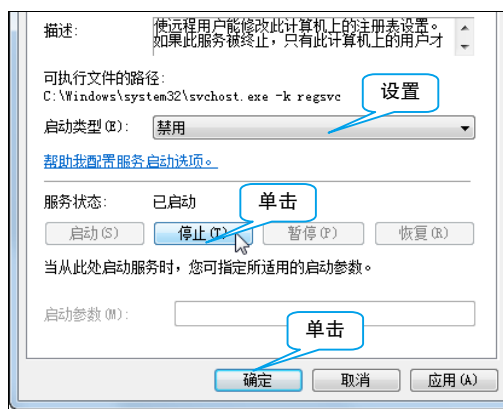 描述:
使远程用户能修改此计算机上的注册表设置。
如果此服务被终止，只有此计算机上的用户才
可执行文件的路径:
C:\Windows\system32\svchost.exe -k regsvc
设置
启动类型(E): 禁用
帮助我配置服务启动选项。
服务状态: 已启动
单击
启动(S) 停止(T) 暂停(P) 恢复(R)
当从此处启动服务时，您可指定所适用的启动参数。
启动参数(M):
单击
确定 取消 应用(A)